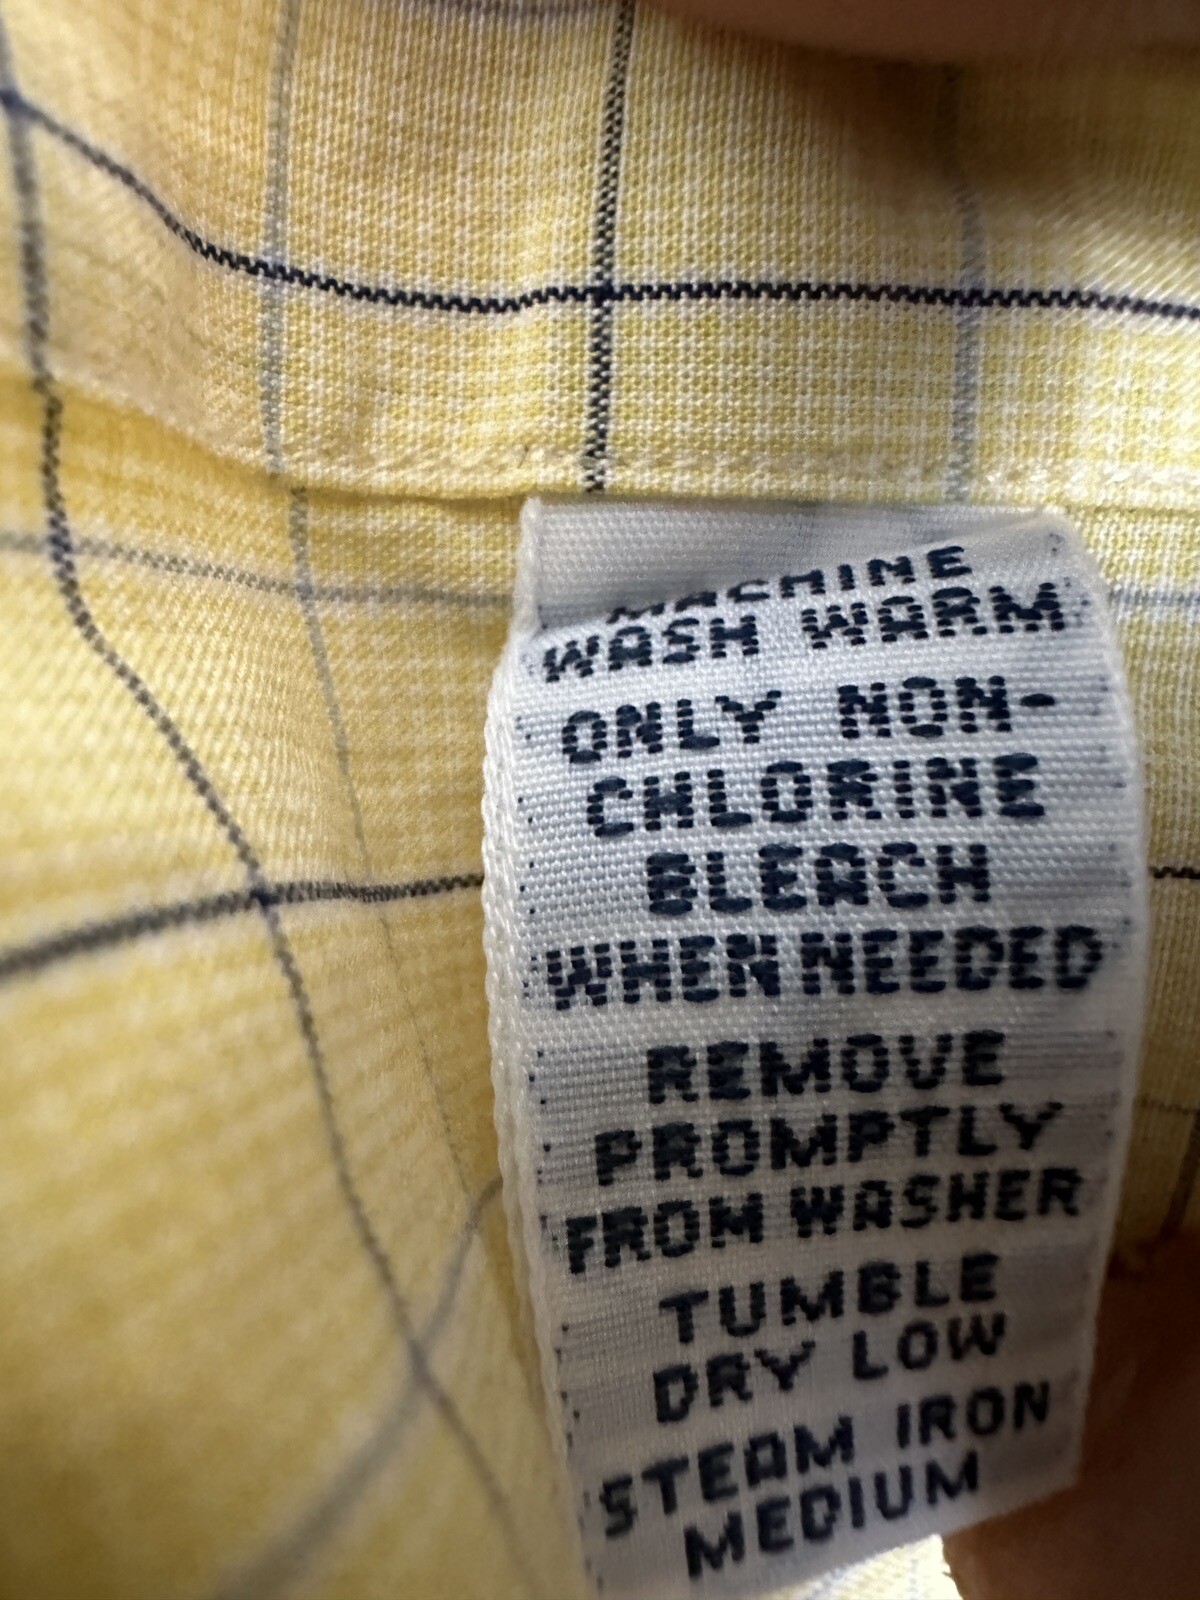 MACHINE
WASH WARM
ONLY NON-
CHLORINE
BLEACH
WHEN NEEDED
REMOVE
PROMPTLY
FROM WASHER
TUMBLE
DRY LOW
STEAM IRON
MEDIUM